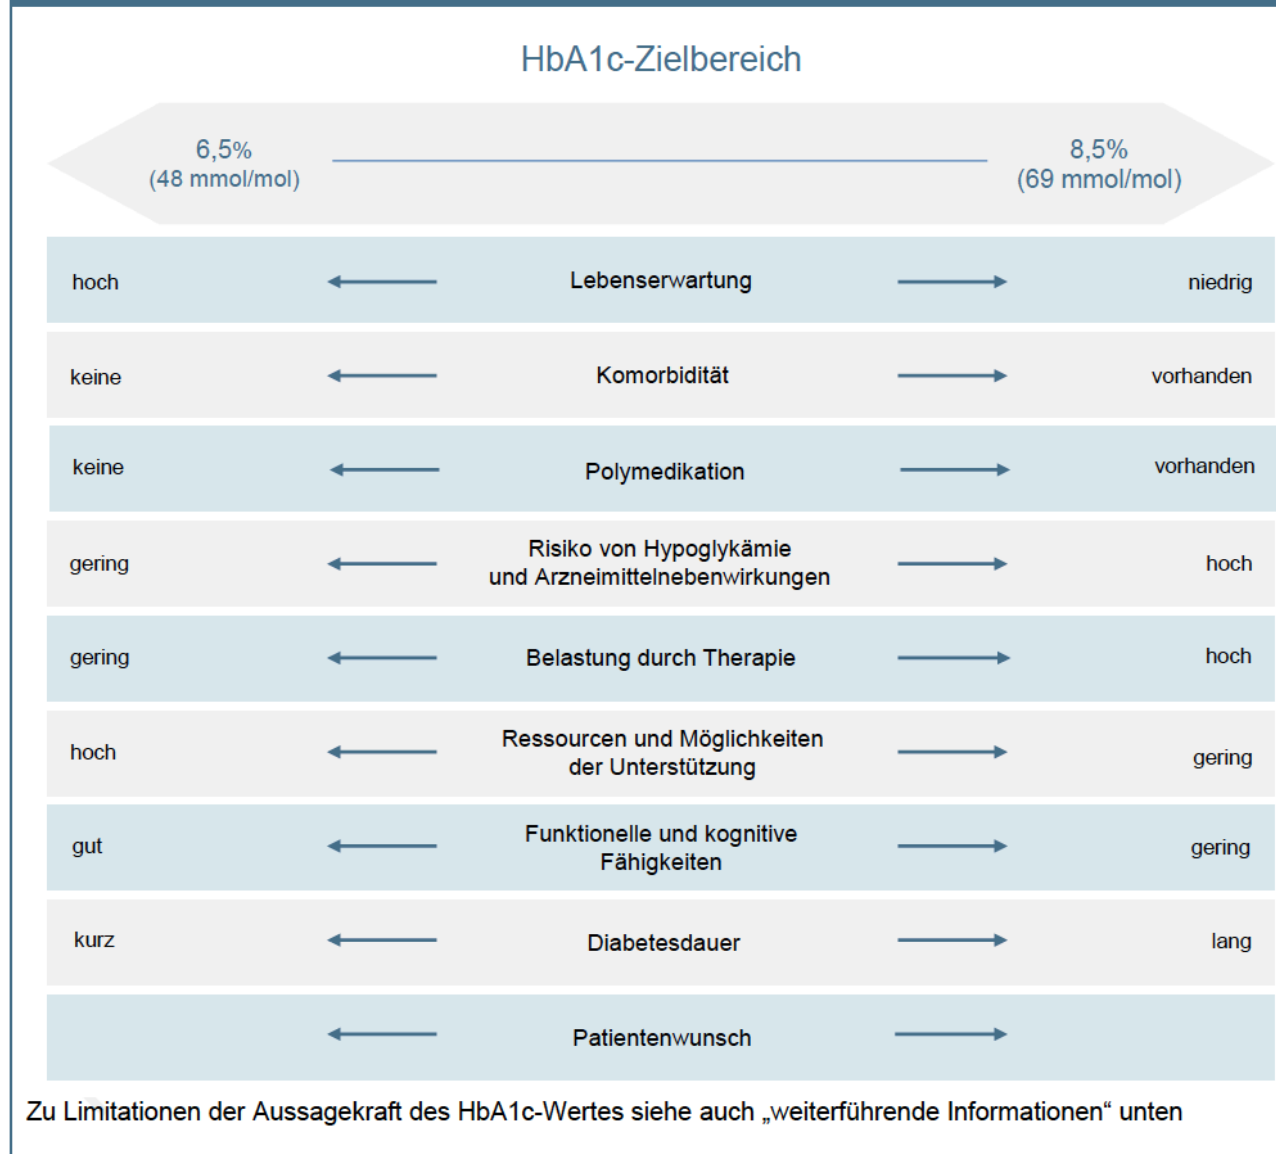 HbA1c-Zielbereich
6,5%
(48 mmol/mol)
8,5%
(69 mmol/mol)
hoch
Lebenserwartung
niedrig
keine
Komorbidität
vorhanden
keine
Polymedikation
vorhanden
gering
Risiko von Hypoglykämie
und Arzneimittelnebenwirkungen
hoch
gering
Belastung durch Therapie
hoch
hoch
Ressourcen und Möglichkeiten
der Unterstützung
gering
gut
Funktionelle und kognitive
Fähigkeiten
gering
kurz
Diabetesdauer
lang
Patientenwunsch
Zu Limitationen der Aussagekraft des HbA1c-Wertes siehe auch „weiterführende Informationen“ unten